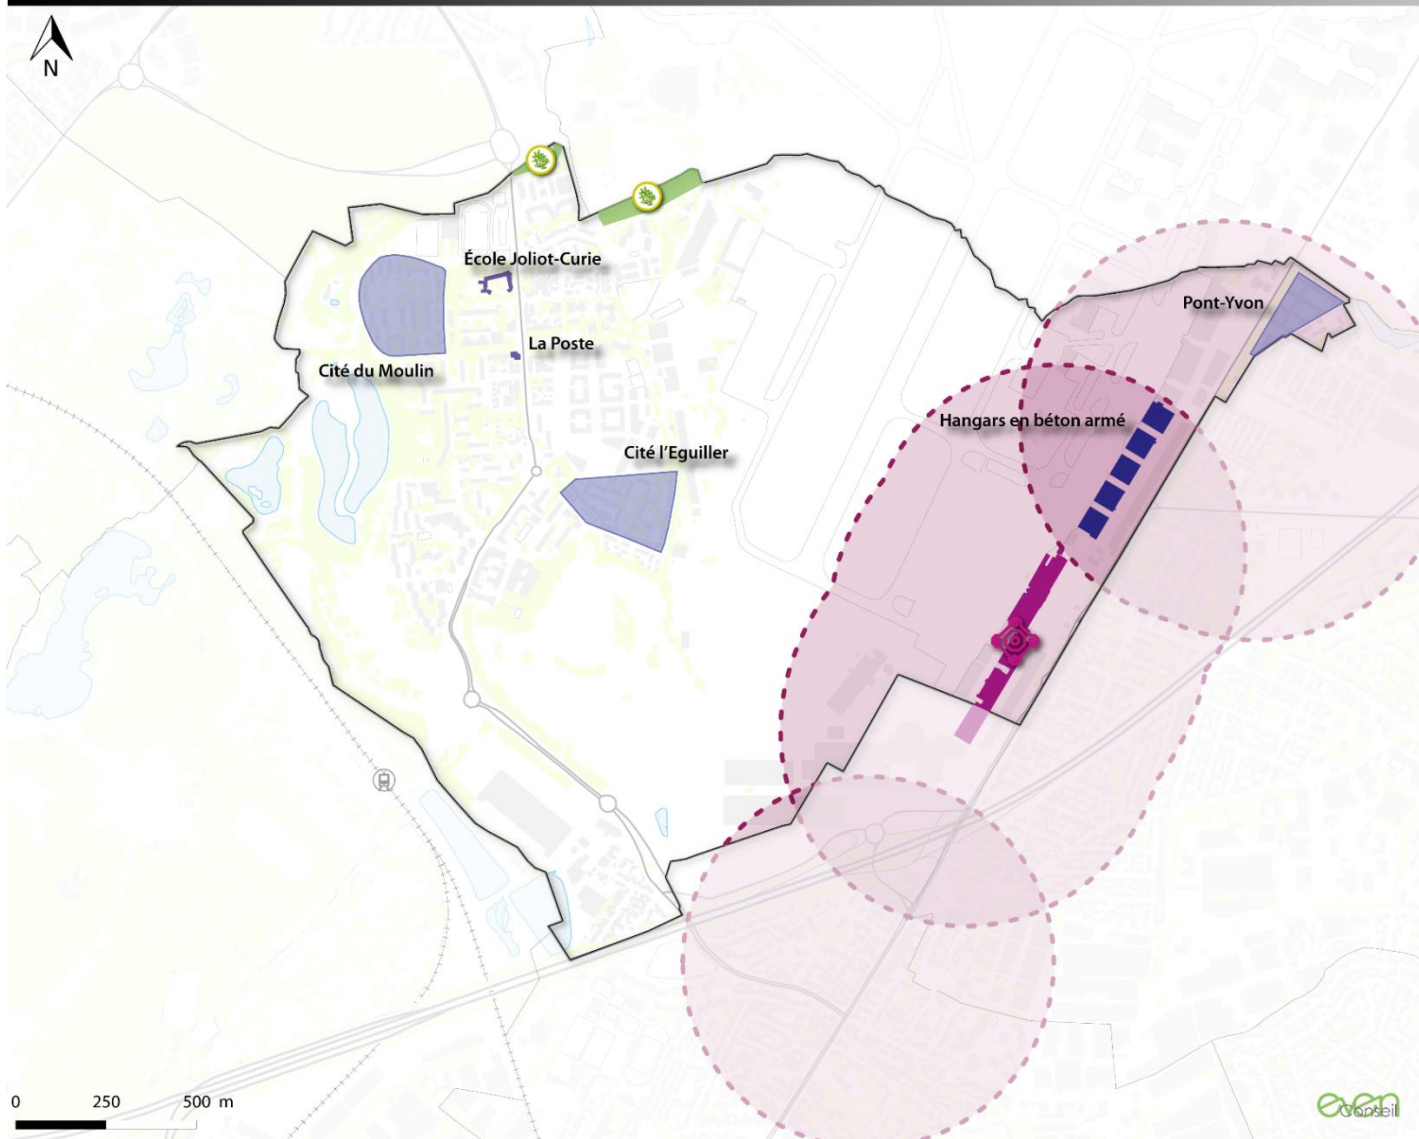 N
École Joliot-Curie
Pont-Yvon
La Poste
Cité du Moulin
Hangars en béton armé
Cité l'Eguiller
0 250 500 m
even
Conseil